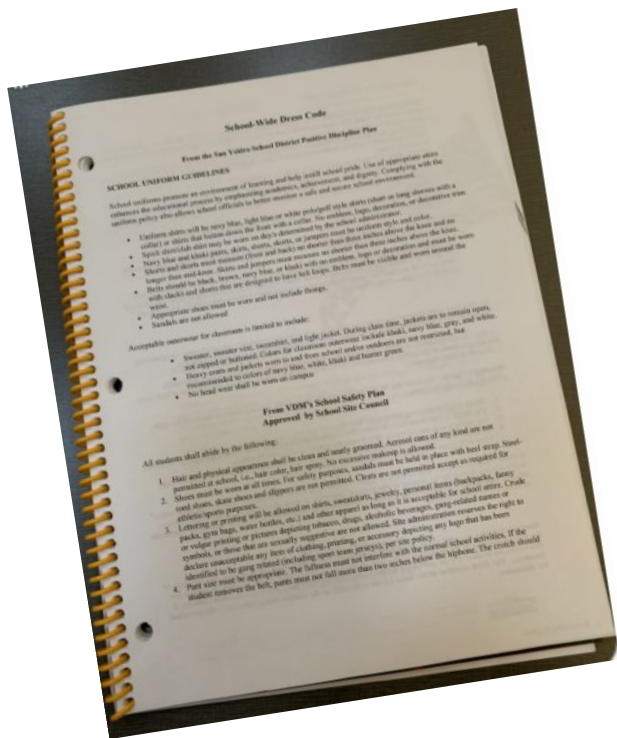 School-Wide Dress Code
From the San Ysidro School District Positive Discipline Plan
SCHOOL UNIFORM GUIDELINES
School uniforms promote an environment of learning and help instill school pride. Use of appropriate attire
enhances the educational process by emphasizing academics, achievement, and dignity. Complying with the
uniform policy also allows school officials to better monitor a safe and secure school environment.
• Uniform shirts will be navy blue, light blue or white polo/golf style shirts (short or long sleeves with a
collar) or shirts that button down the front with a collar. No emblem, logo, decoration, or decorative trim
• Spirit shirt/club shirt may be worn on day's determined by the school administrator.
• Navy blue and khaki pants, skirts, shorts, skorts, or jumpers must be uniform style and color.
• Shorts and skorts must measure (front and back) no shorter than three inches above the knee and no
longer than mid-knee. Skirts and jumpers must measure no shorter than three inches above the knee.
• Belts should be black, brown, navy blue, or khaki with no emblem, logo, or decoration and must be worn
with slacks and shorts that are designed to have belt loops. Belts must be visible and worn around the
waist.
• Appropriate shoes must be worn and not include thongs.
• Sandals are not allowed
Acceptable outerwear for classroom is limited to include:
• Sweater, sweater vest, sweatshirt, and light jacket. During class time, jackets are to remain open,
not zipped or buttoned. Colors for classroom outerwear include khaki, navy blue, gray, and white.
• Heavy coats and jackets worn to and from school and/or outdoors are not restricted, but
recommended to colors of navy blue, white, khaki and hunter green.
• No head wear shall be worn on campus
From VDM's School Safety Plan
Approved by School Site Council
All students shall abide by the following:
1. Hair and physical appearance shall be clean and neatly groomed. Aerosol cans of any kind are not
permitted at school, i.e., hair color, hair spray. No excessive makeup is allowed.
2. Shoes must be worn at all times. For safety purposes, sandals must be held in place with heel strap. Steel-
toed shoes, skate shoes and slippers are not permitted. Cleats are not permitted accept as required for
athletic/sports purposes.
3. Lettering or printing will be allowed on shirts, sweatshirts, jewelry, personal items (backpacks, fanny
packs, gym bags, water bottles, etc.) and other apparel as long as it is acceptable for school attire. Crude
or vulgar printing or pictures depicting tobacco, drugs, alcoholic beverages, gang-related names or
symbols, or those that are sexually suggestive are not allowed. Site administration reserves the right to
declare unacceptable any item of clothing, printing, or accessory depicting any logo that has been
identified to be gang related (including sport team jerseys), per site policy.
4. Pant size must be appropriate. The fullness must not interfere with the normal school activities. If the
student removes the belt, pants must not fall more than two inches below the hipbone. The crotch should